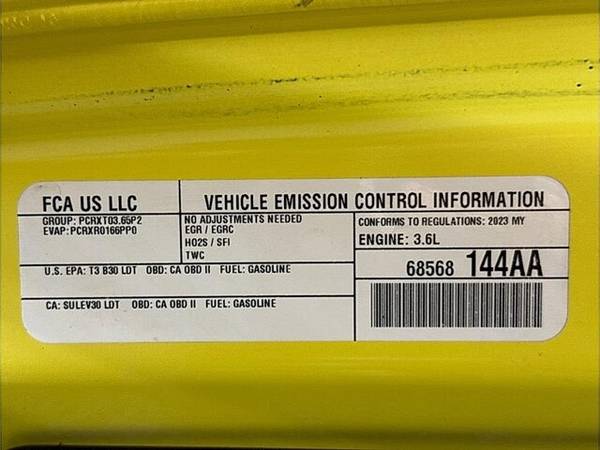 FCA US LLC
GROUP: PCRXT03.65P2
EVAP: PCRXR0166PP0
VEHICLE EMISSION CONTROL INFORMATION
NO ADJUSTMENTS NEEDED
EGR / EGRC
HO2S / SFI
TWC
CONFORMS TO REGULATIONS: 2023 MY
ENGINE: 3.6L
U.S. EPA: T3 B30 LDT OBD: CA OBD II FUEL: GASOLINE
68568 144AA
CA: SULEV30 LDT OBD: CA OBD II FUEL: GASOLINE